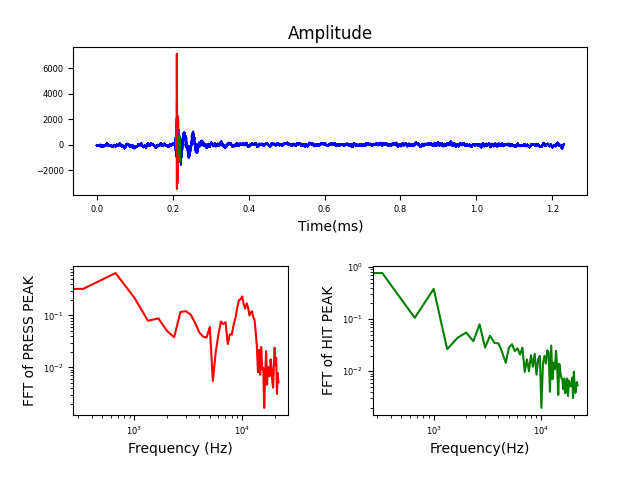 Amplitude
6000
4000
2000
0
−2000
0.0 0.2 0.4 0.6 0.8 1.0 1.2
Time(ms)
FFT of PRESS PEAK
10⁻¹
10⁻²
10³ 10⁴
Frequency (Hz)
FFT of HIT PEAK
10⁰
10⁻¹
10⁻²
10³ 10⁴
Frequency(Hz)